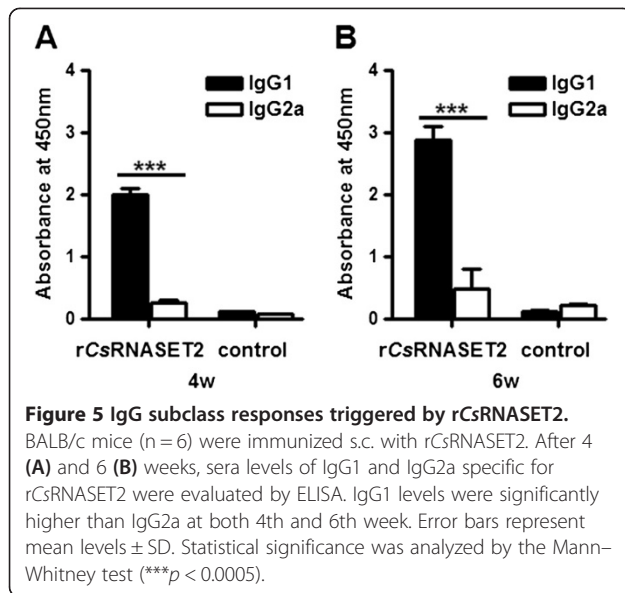 A
B
Absorbance at 450nm
4
3
2
1
0
IgG1
IgG2a
***
rCsRNASET2 control
4w
Absorbance at 450nm
4
3
2
1
0
IgG1
IgG2a
***
rCsRNASET2 control
6w
Figure 5 IgG subclass responses triggered by rCsRNASET2.
BALB/c mice (n = 6) were immunized s.c. with rCsRNASET2. After 4
(A) and 6 (B) weeks, sera levels of IgG1 and IgG2a specific for
rCsRNASET2 were evaluated by ELISA. IgG1 levels were significantly
higher than IgG2a at both 4th and 6th week. Error bars represent
mean levels ± SD. Statistical significance was analyzed by the Mann–
Whitney test (***p < 0.0005).